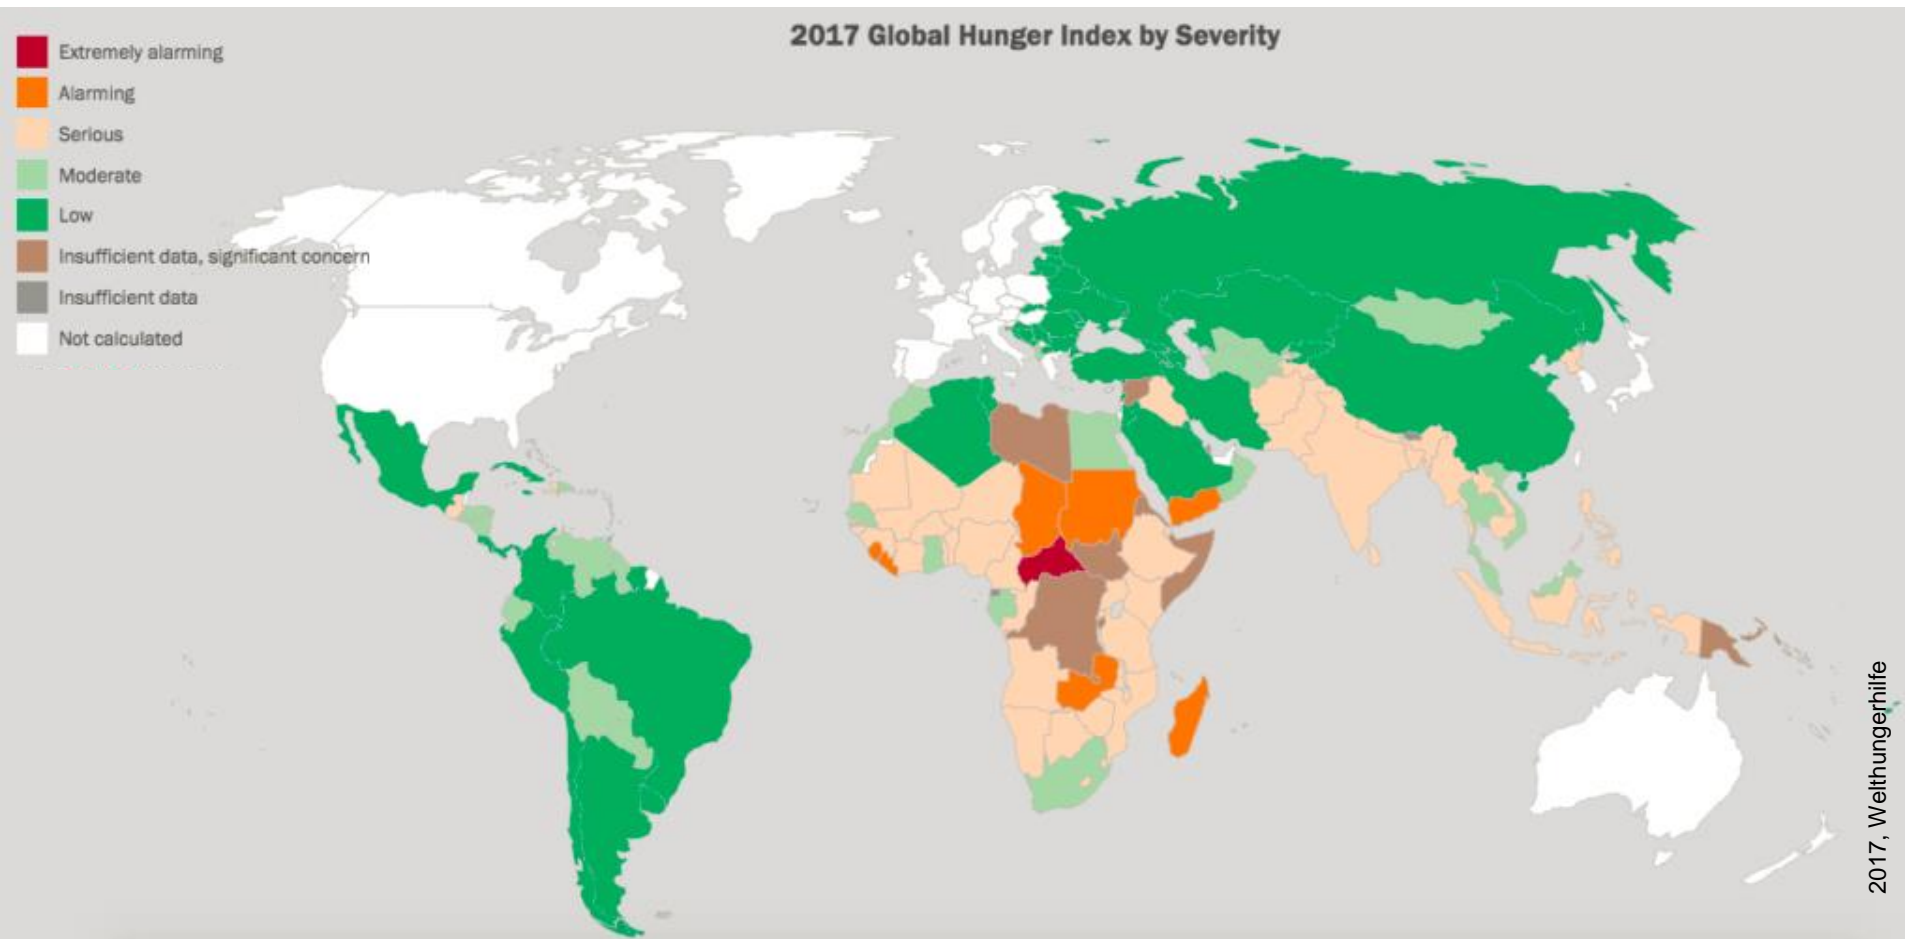 2017 Global Hunger Index by Severity
Extremely alarming
Alarming
Serious
Moderate
Low
Insufficient data, significant concern
Insufficient data
Not calculated
2017, Welthungerhilfe